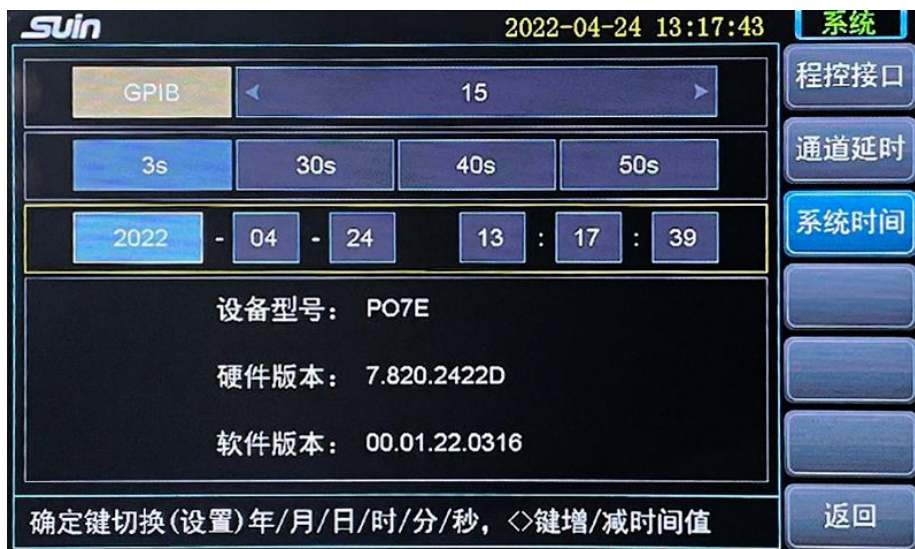 SUIN 2022-04-24 13:17:43 系统
GPIB 15 程控接口
3s 30s 40s 50s 通道延时
2022 - 04 - 24 13 : 17 : 39 系统时间
设备型号: PO7E
硬件版本: 7.820.2422D
软件版本: 00.01.22.0316
确定键切换(设置)年/月/日/时/分/秒, <>键增/减时间值 返回